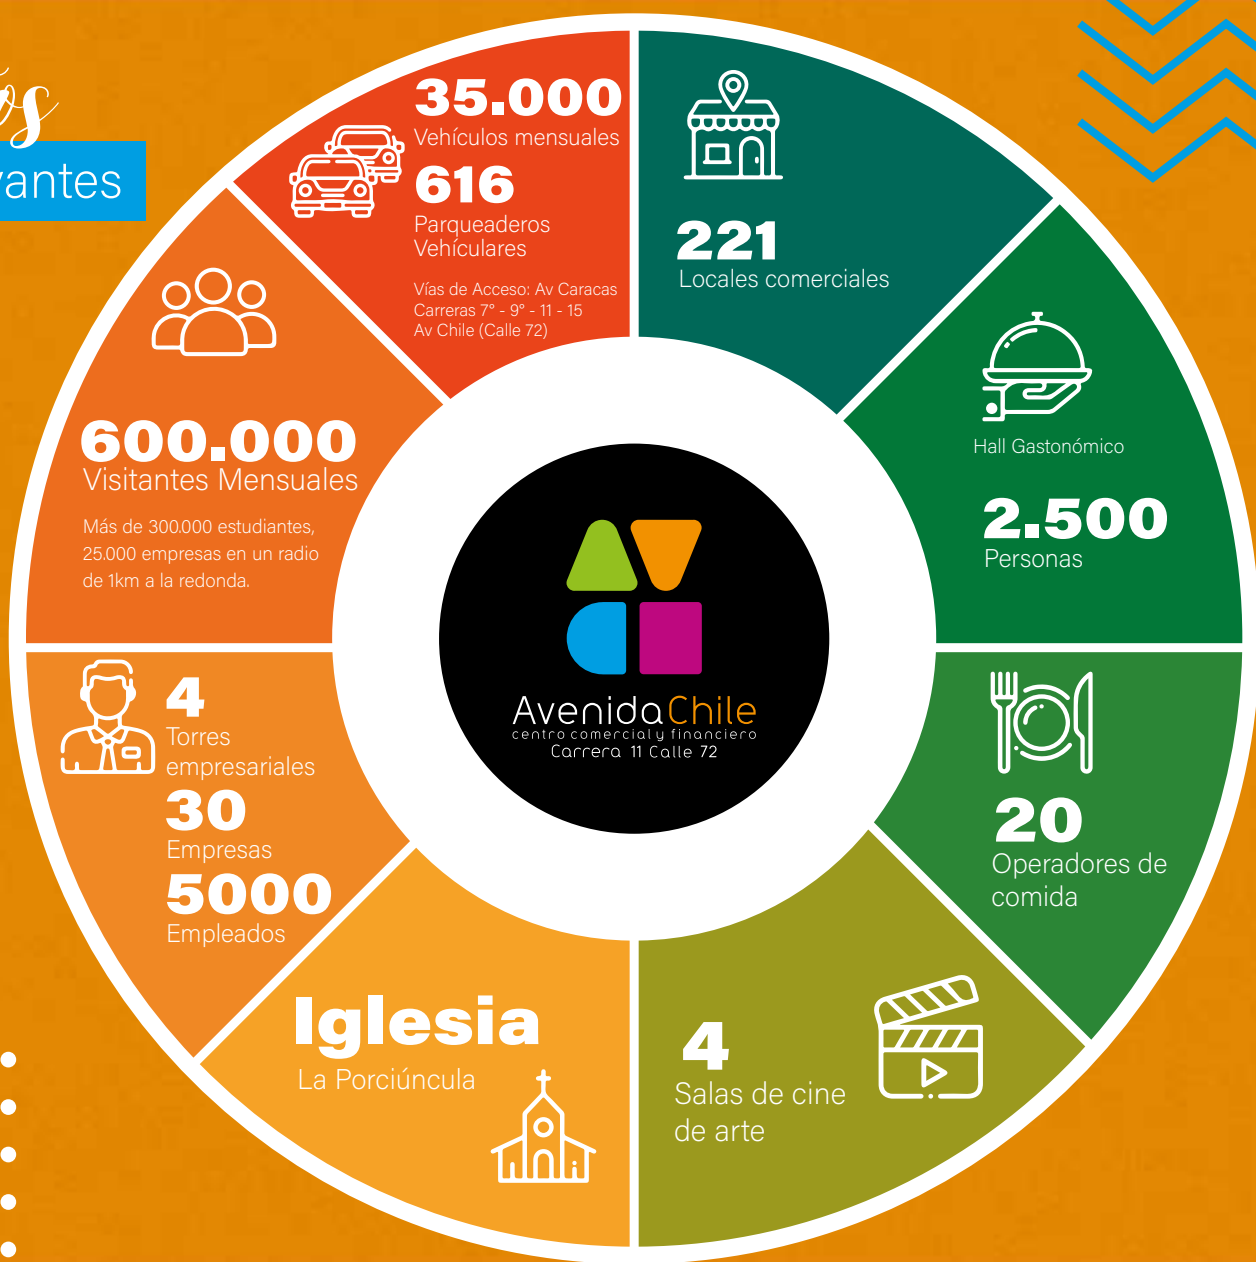 35.000
Vehículos mensuales
616
Parqueaderos
Vehículares
Vías de Acceso: Av Caracas
Carreras 7° - 9° - 11 - 15
Av Chile (Calle 72)
221
Locales comerciales
Hall Gastonómico
2.500
Personas
20
Operadores de
comida
4
Salas de cine
de arte
Iglesia
La Porciúncula
4
Torres
empresariales
30
Empresas
5000
Empleados
600.000
Visitantes Mensuales
Más de 300.000 estudiantes,
25.000 empresas en un radio
de 1km a la redonda.
AvenidaChile
centro comercial y financiero
Carrera 11 Calle 72